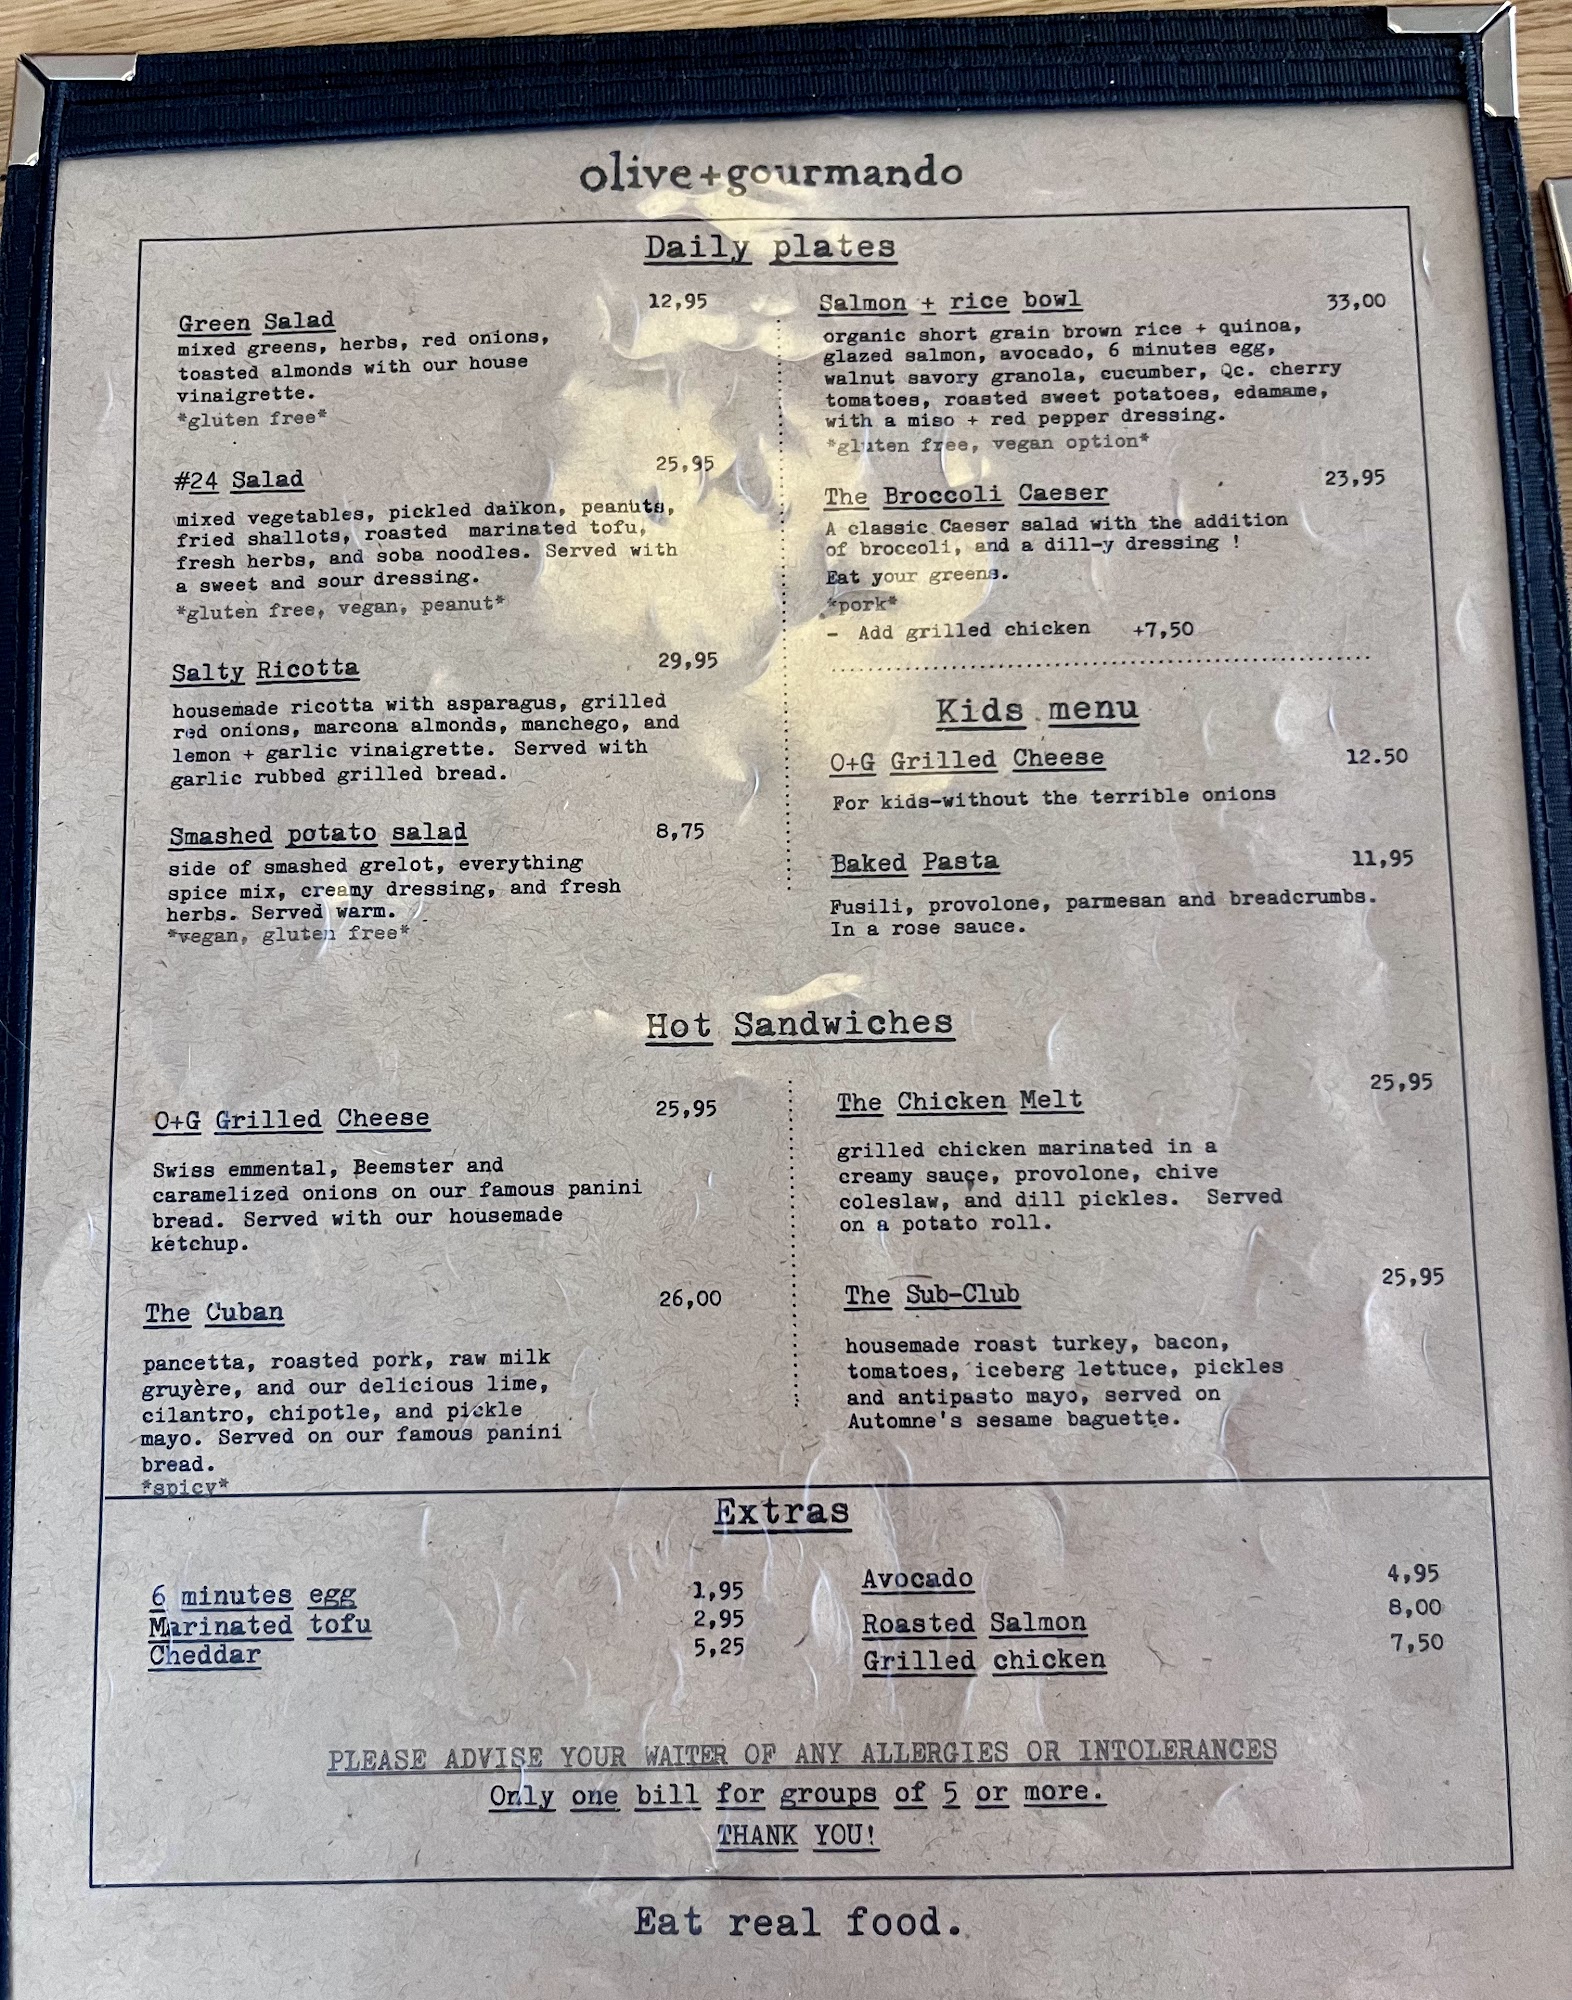 olive+gourmando
Daily plates
Green Salad 12,95
mixed greens, herbs, red onions,
toasted almonds with our house
vinaigrette.
*gluten free*
#24 Salad 25,95
mixed vegetables, pickled daïkon, peanuts,
fried shallots, roasted marinated tofu,
fresh herbs, and soba noodles. Served with
a sweet and sour dressing.
*gluten free, vegan, peanut*
Salty Ricotta 29,95
housemade ricotta with asparagus, grilled
red onions, marcona almonds, manchego, and
lemon + garlic vinaigrette. Served with
garlic rubbed grilled bread.
Smashed potato salad 8,75
side of smashed grelot, everything
spice mix, creamy dressing, and fresh
herbs. Served warm.
*vegan, gluten free*
Salmon + rice bowl 33,00
organic short grain brown rice + quinoa,
glazed salmon, avocado, 6 minutes egg,
walnut savory granola, cucumber, Qc. cherry
tomatoes, roasted sweet potatoes, edamame,
with a miso + red pepper dressing.
*gluten free, vegan option*
The Broccoli Caeser 23,95
A classic Caeser salad with the addition
of broccoli, and a dill-y dressing !
Eat your greens.
*pork*
- Add grilled chicken +7,50
Kids menu
O+G Grilled Cheese 12.50
For kids-without the terrible onions
Baked Pasta 11,95
Fusili, provolone, parmesan and breadcrumbs.
In a rose sauce.
Hot Sandwiches
O+G Grilled Cheese 25,95
Swiss emmental, Beemster and
caramelized onions on our famous panini
bread. Served with our housemade
ketchup.
The Cuban 26,00
pancetta, roasted pork, raw milk
gruyère, and our delicious lime,
cilantro, chipotle, and pickle
mayo. Served on our famous panini
bread.
*spicy*
The Chicken Melt 25,95
grilled chicken marinated in a
creamy sauce, provolone, chive
coleslaw, and dill pickles. Served
on a potato roll.
The Sub-Club 25,95
housemade roast turkey, bacon,
tomatoes, iceberg lettuce, pickles
and antipasto mayo, served on
Automne's sesame baguette.
Extras
6 minutes egg 1,95
Marinated tofu 2,95
Cheddar 5,25
Avocado 4,95
Roasted Salmon 8,00
Grilled chicken 7,50
PLEASE ADVISE YOUR WAITER OF ANY ALLERGIES OR INTOLERANCES
Only one bill for groups of 5 or more.
THANK YOU!
Eat real food.